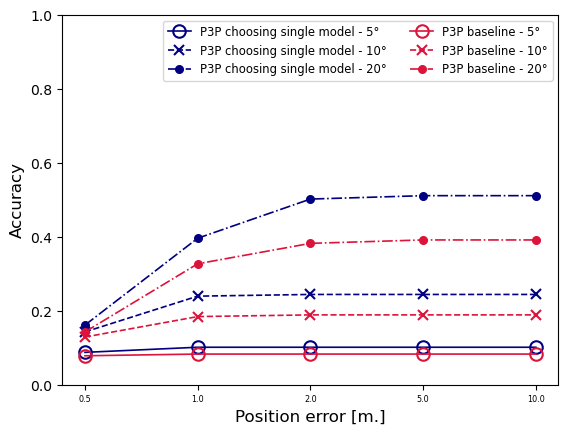 1.0
P3P choosing single model - 5° P3P baseline - 5°
P3P choosing single model - 10° P3P baseline - 10°
P3P choosing single model - 20° P3P baseline - 20°
0.8
0.6
Accuracy
0.4
0.2
0.0
0.5 1.0 2.0 5.0 10.0
Position error [m.]